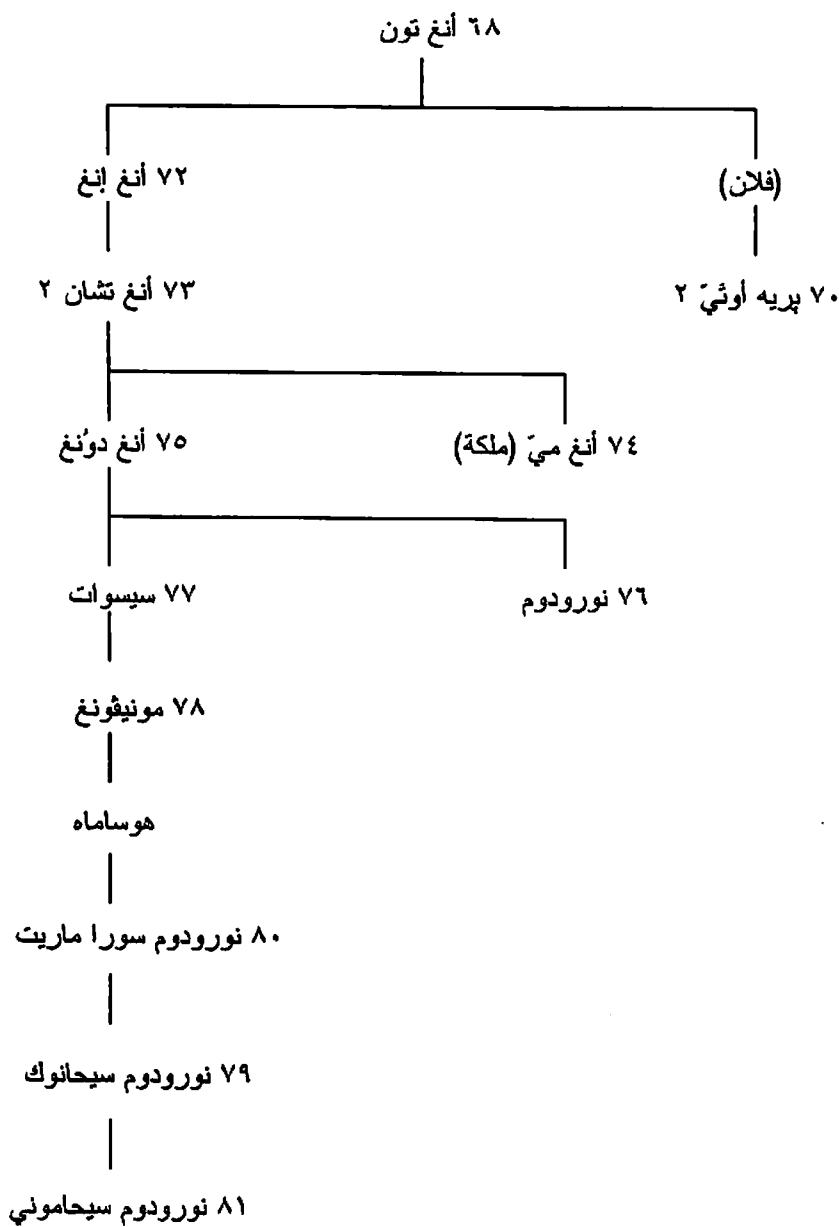 ٦٨ أنغ تون
(فلان)
٧٢ أنغ إنغ
٧٠ بريه أوثيّ ٢
٧٣ أنغ تشان ٢
٧٤ أنغ ميّ (ملكة)
٧٥ أنغ دوُنغ
٧٦ نورودوم
٧٧ سيسوات
٧٨ مونيڤونغ
هوساماه
٨٠ نورودوم سورا ماريت
٧٩ نورودوم سيحانوك
٨١ نورودوم سيحاموني